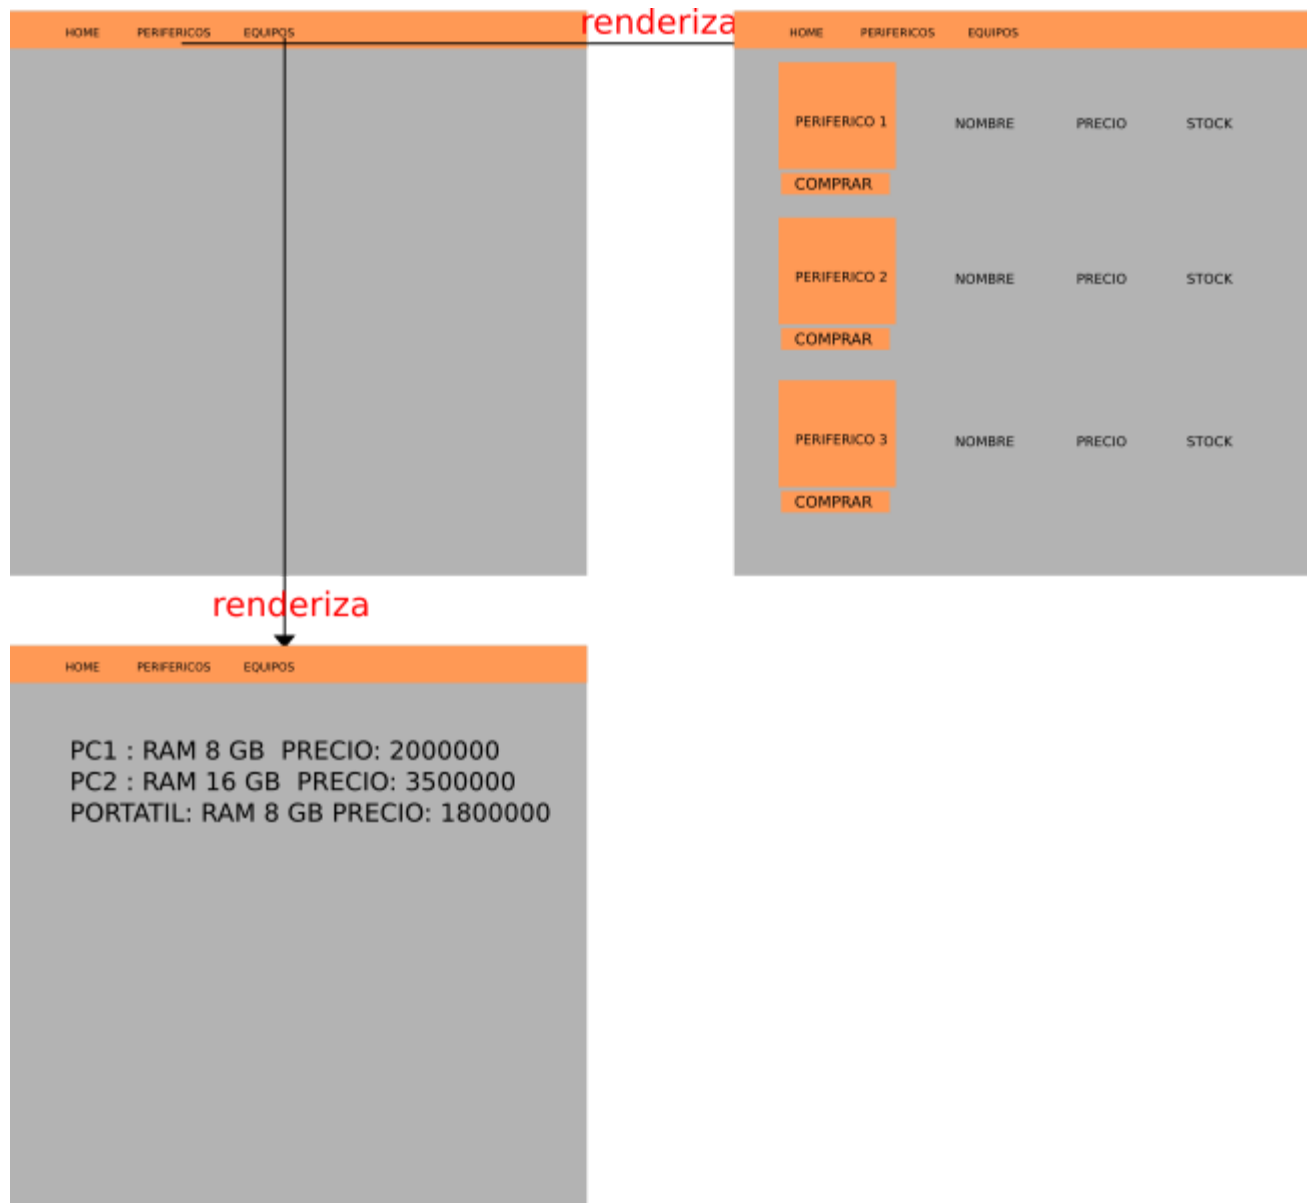 HOME PERIFERICOS EQUIPOS
renderiza
HOME PERIFERICOS EQUIPOS
PERIFERICO 1 NOMBRE PRECIO STOCK
COMPRAR
PERIFERICO 2 NOMBRE PRECIO STOCK
COMPRAR
PERIFERICO 3 NOMBRE PRECIO STOCK
COMPRAR
renderiza
HOME PERIFERICOS EQUIPOS
PC1 : RAM 8 GB PRECIO: 2000000
PC2 : RAM 16 GB PRECIO: 3500000
PORTATIL: RAM 8 GB PRECIO: 1800000